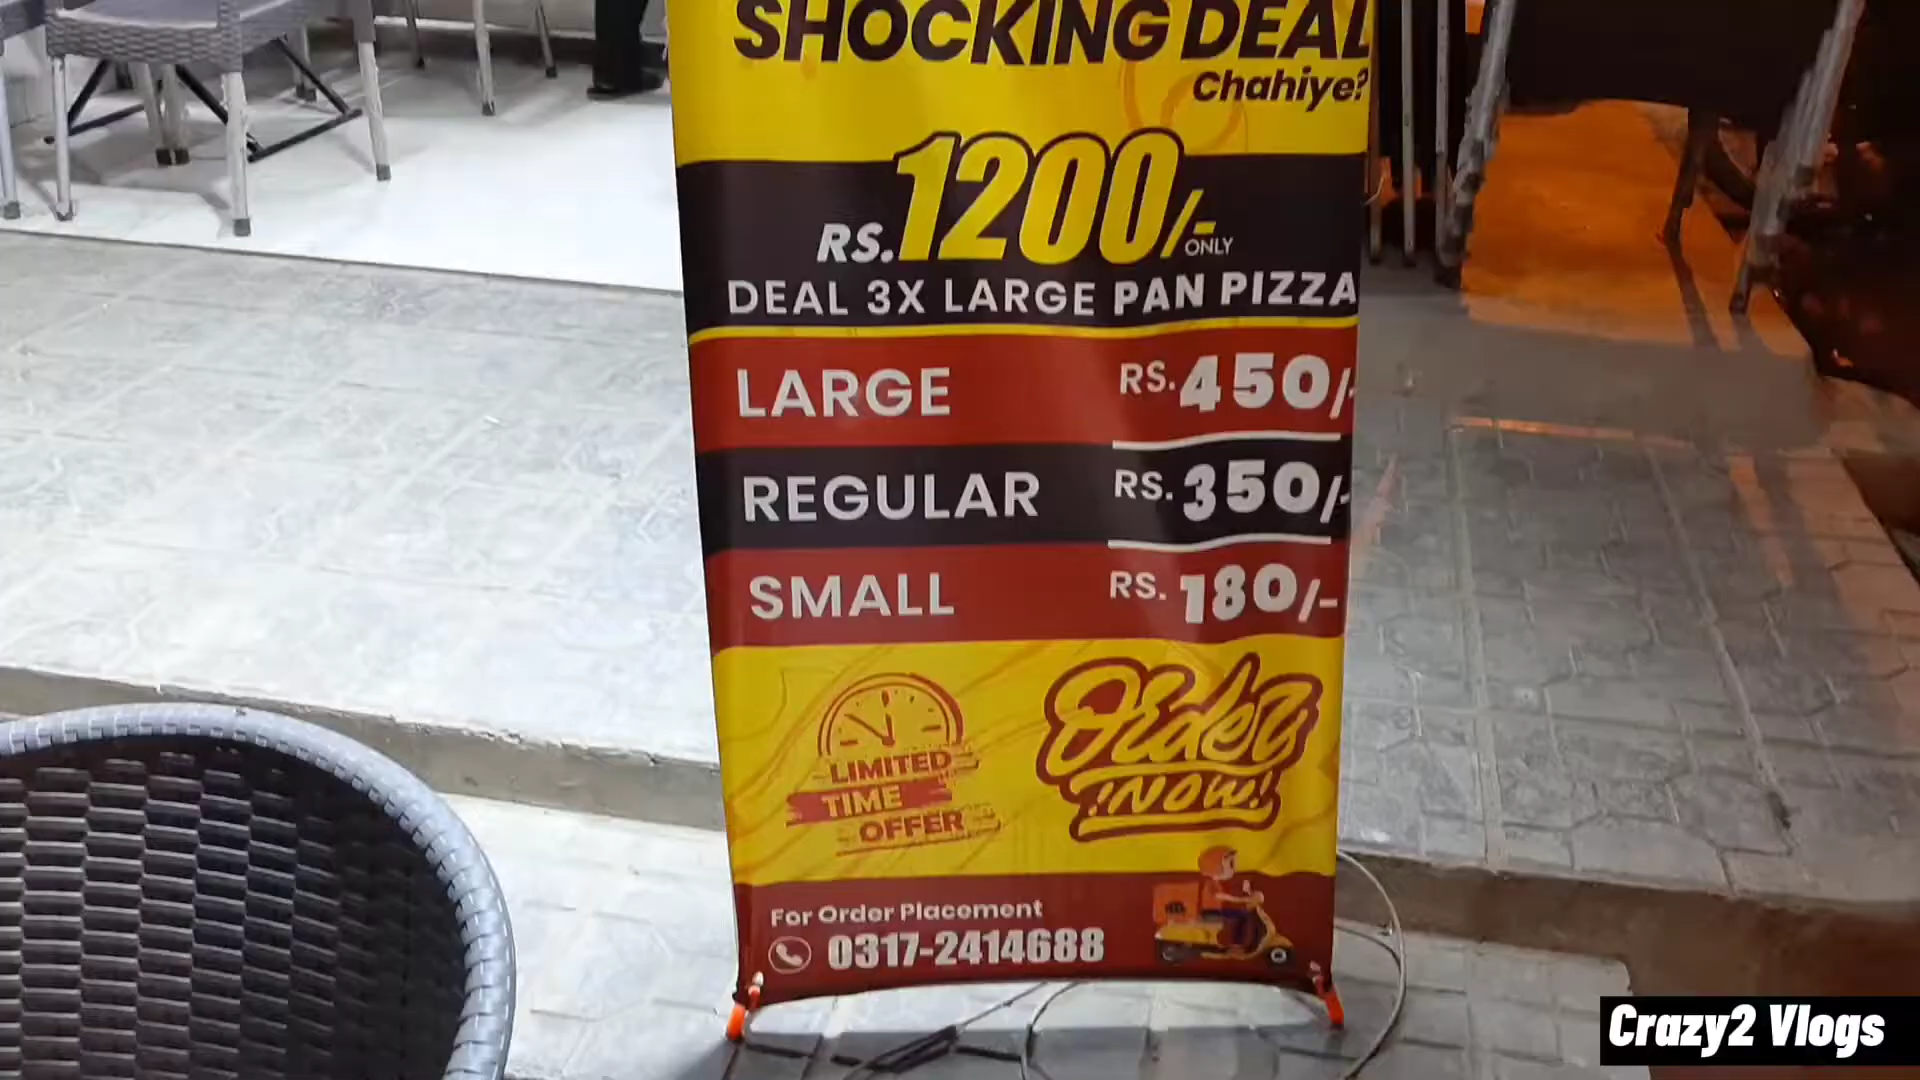 SHOCKING DEAL
Chahiye?
RS.1200/-
ONLY
DEAL 3X LARGE PAN PIZZA
LARGE RS.450/-
REGULAR RS.350/-
SMALL RS.180/-
LIMITED
TIME
OFFER
Order
NOW!
For Order Placement
0317-2414688
Crazy2 Vlogs